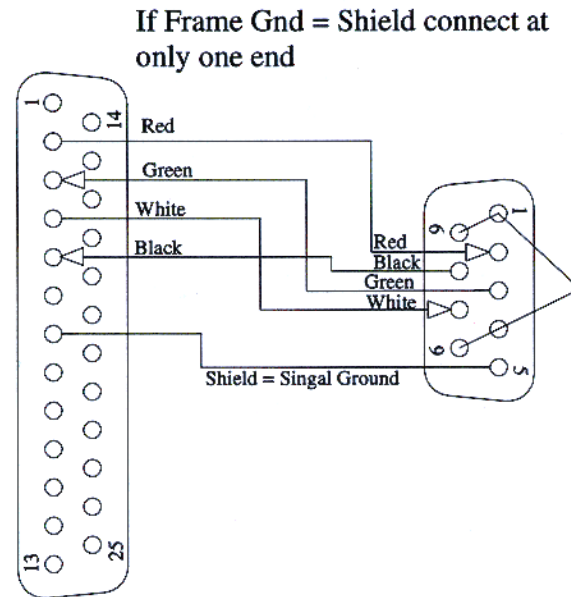 If Frame Gnd = Shield connect at
only one end
1
14
Red
Green
White
Black
13
25
Shield = Singal Ground
Red
Black
Green
White
1
6
9
5